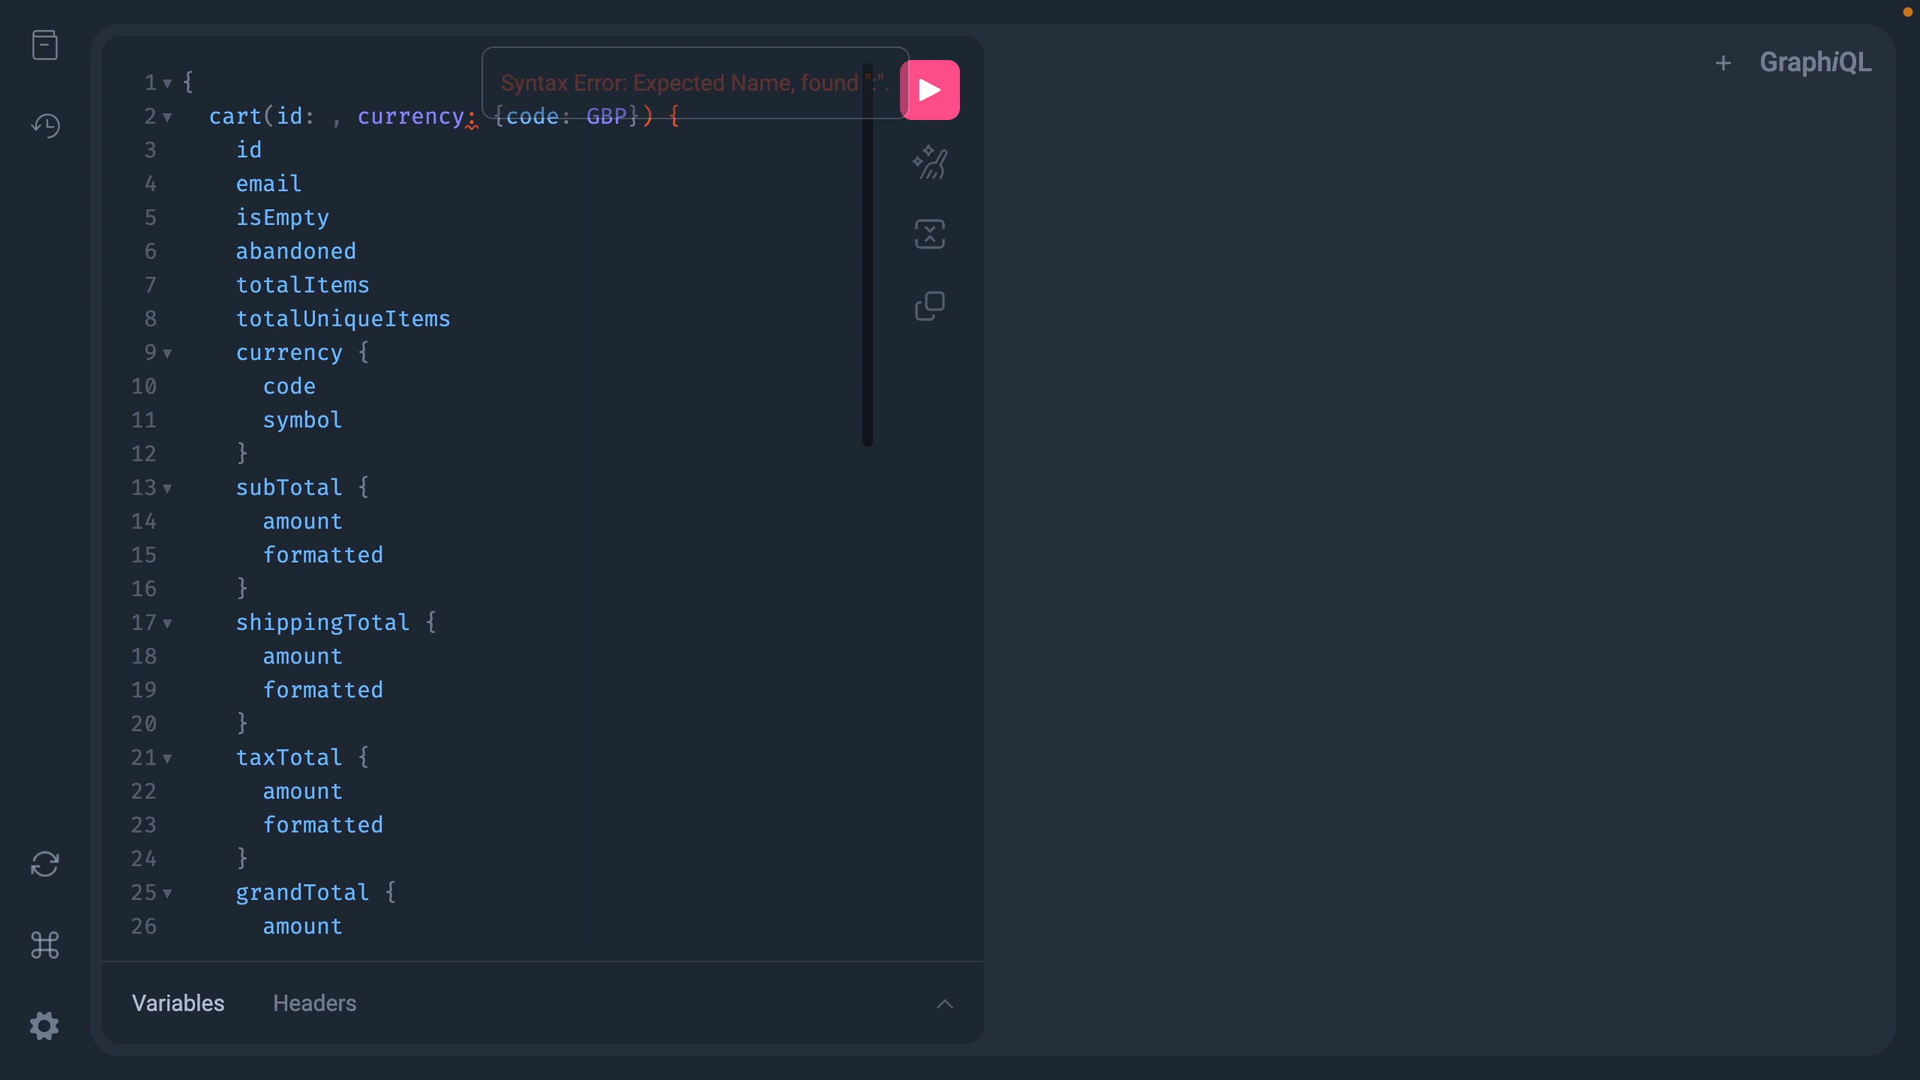 Syntax Error: Expected Name, found ":".
GraphiQL
1 {
2 cart(id: , currency: {code: GBP}) {
3 id
4 email
5 isEmpty
6 abandoned
7 totalItems
8 totalUniqueItems
9 currency {
10 code
11 symbol
12 }
13 subTotal {
14 amount
15 formatted
16 }
17 shippingTotal {
18 amount
19 formatted
20 }
21 taxTotal {
22 amount
23 formatted
24 }
25 grandTotal {
26 amount
Variables Headers